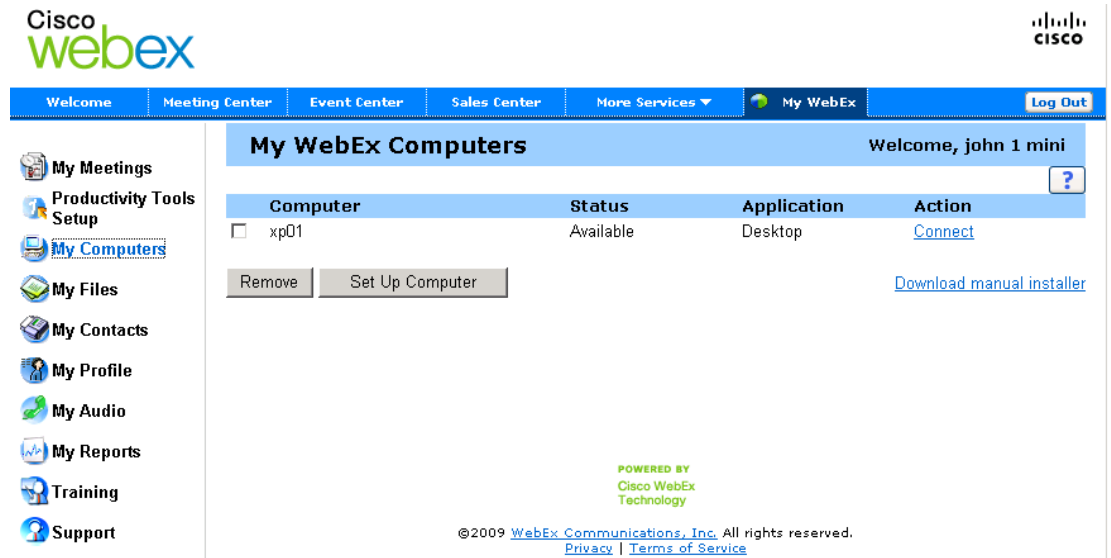 Cisco
webex
CISCO
Welcome Meeting Center Event Center Sales Center More Services ▼ My WebEx Log Out
My WebEx Computers Welcome, john 1 mini
?
My Meetings
Productivity Tools
Setup
My Computers
My Files
My Contacts
My Profile
My Audio
My Reports
Training
Support
Computer Status Application Action
xp01 Available Desktop Connect
Remove Set Up Computer Download manual installer
POWERED BY
Cisco WebEx
Technology
©2009 WebEx Communications, Inc. All rights reserved.
Privacy | Terms of Service